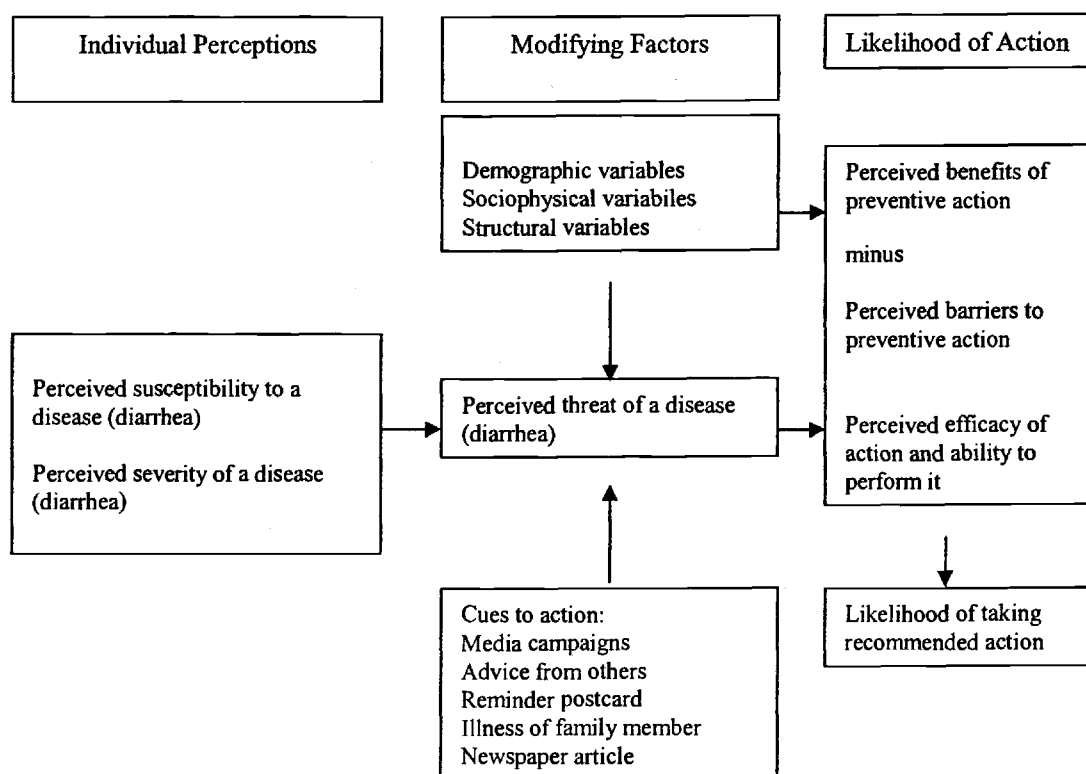 Individual Perceptions
Modifying Factors
Likelihood of Action
Demographic variables
Sociophysical variabiles
Structural variables
Perceived benefits of
preventive action
minus
Perceived barriers to
preventive action
Perceived efficacy of
action and ability to
perform it
Perceived susceptibility to a
disease (diarrhea)
Perceived severity of a disease
(diarrhea)
Perceived threat of a disease
(diarrhea)
Cues to action:
Media campaigns
Advice from others
Reminder postcard
Illness of family member
Newspaper article
Likelihood of taking
recommended action